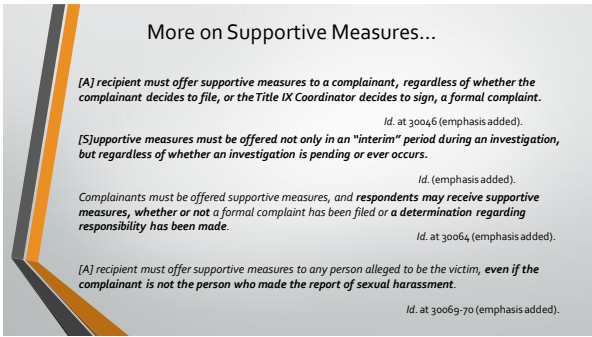 More on Supportive Measures…
[A] recipient must offer supportive measures to a complainant, regardless of whether the
complainant decides to file, or the Title IX Coordinator decides to sign, a formal complaint.
Id. at 30046 (emphasis added).
[S]upportive measures must be offered not only in an “interim” period during an investigation,
but regardless of whether an investigation is pending or ever occurs.
Id. (emphasis added).
Complainants must be offered supportive measures, and respondents may receive supportive
measures, whether or not a formal complaint has been filed or a determination regarding
responsibility has been made.
Id. at 30064 (emphasis added).
[A] recipient must offer supportive measures to any person alleged to be the victim, even if the
complainant is not the person who made the report of sexual harassment.
Id. at 30069-70 (emphasis added).